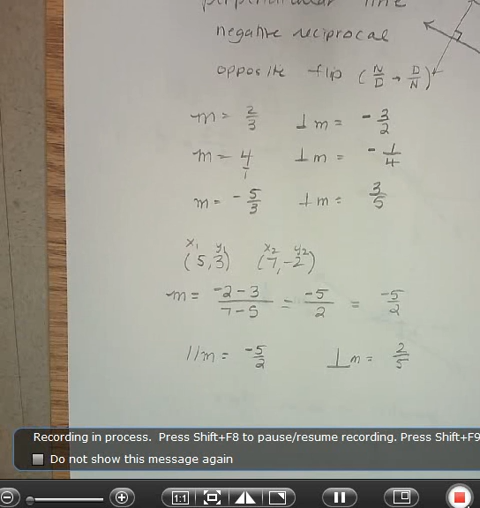 perpendicular line
negative reciprocal
opposite flip (N/D → D/N)
m = 2/3 ⊥m = -3/2
m = 4/1 ⊥m = -1/4
m = -5/3 ⊥m = 3/5
x₁ y₁ x₂ y₂
(5,3) (7,-2)
m = (-2-3)/(7-5) = -5/2 = -5/2
//m = -5/2 ⊥m = 2/5
Recording in process. Press Shift+F8 to pause/resume recording. Press Shift+F9
Do not show this message again
1:1